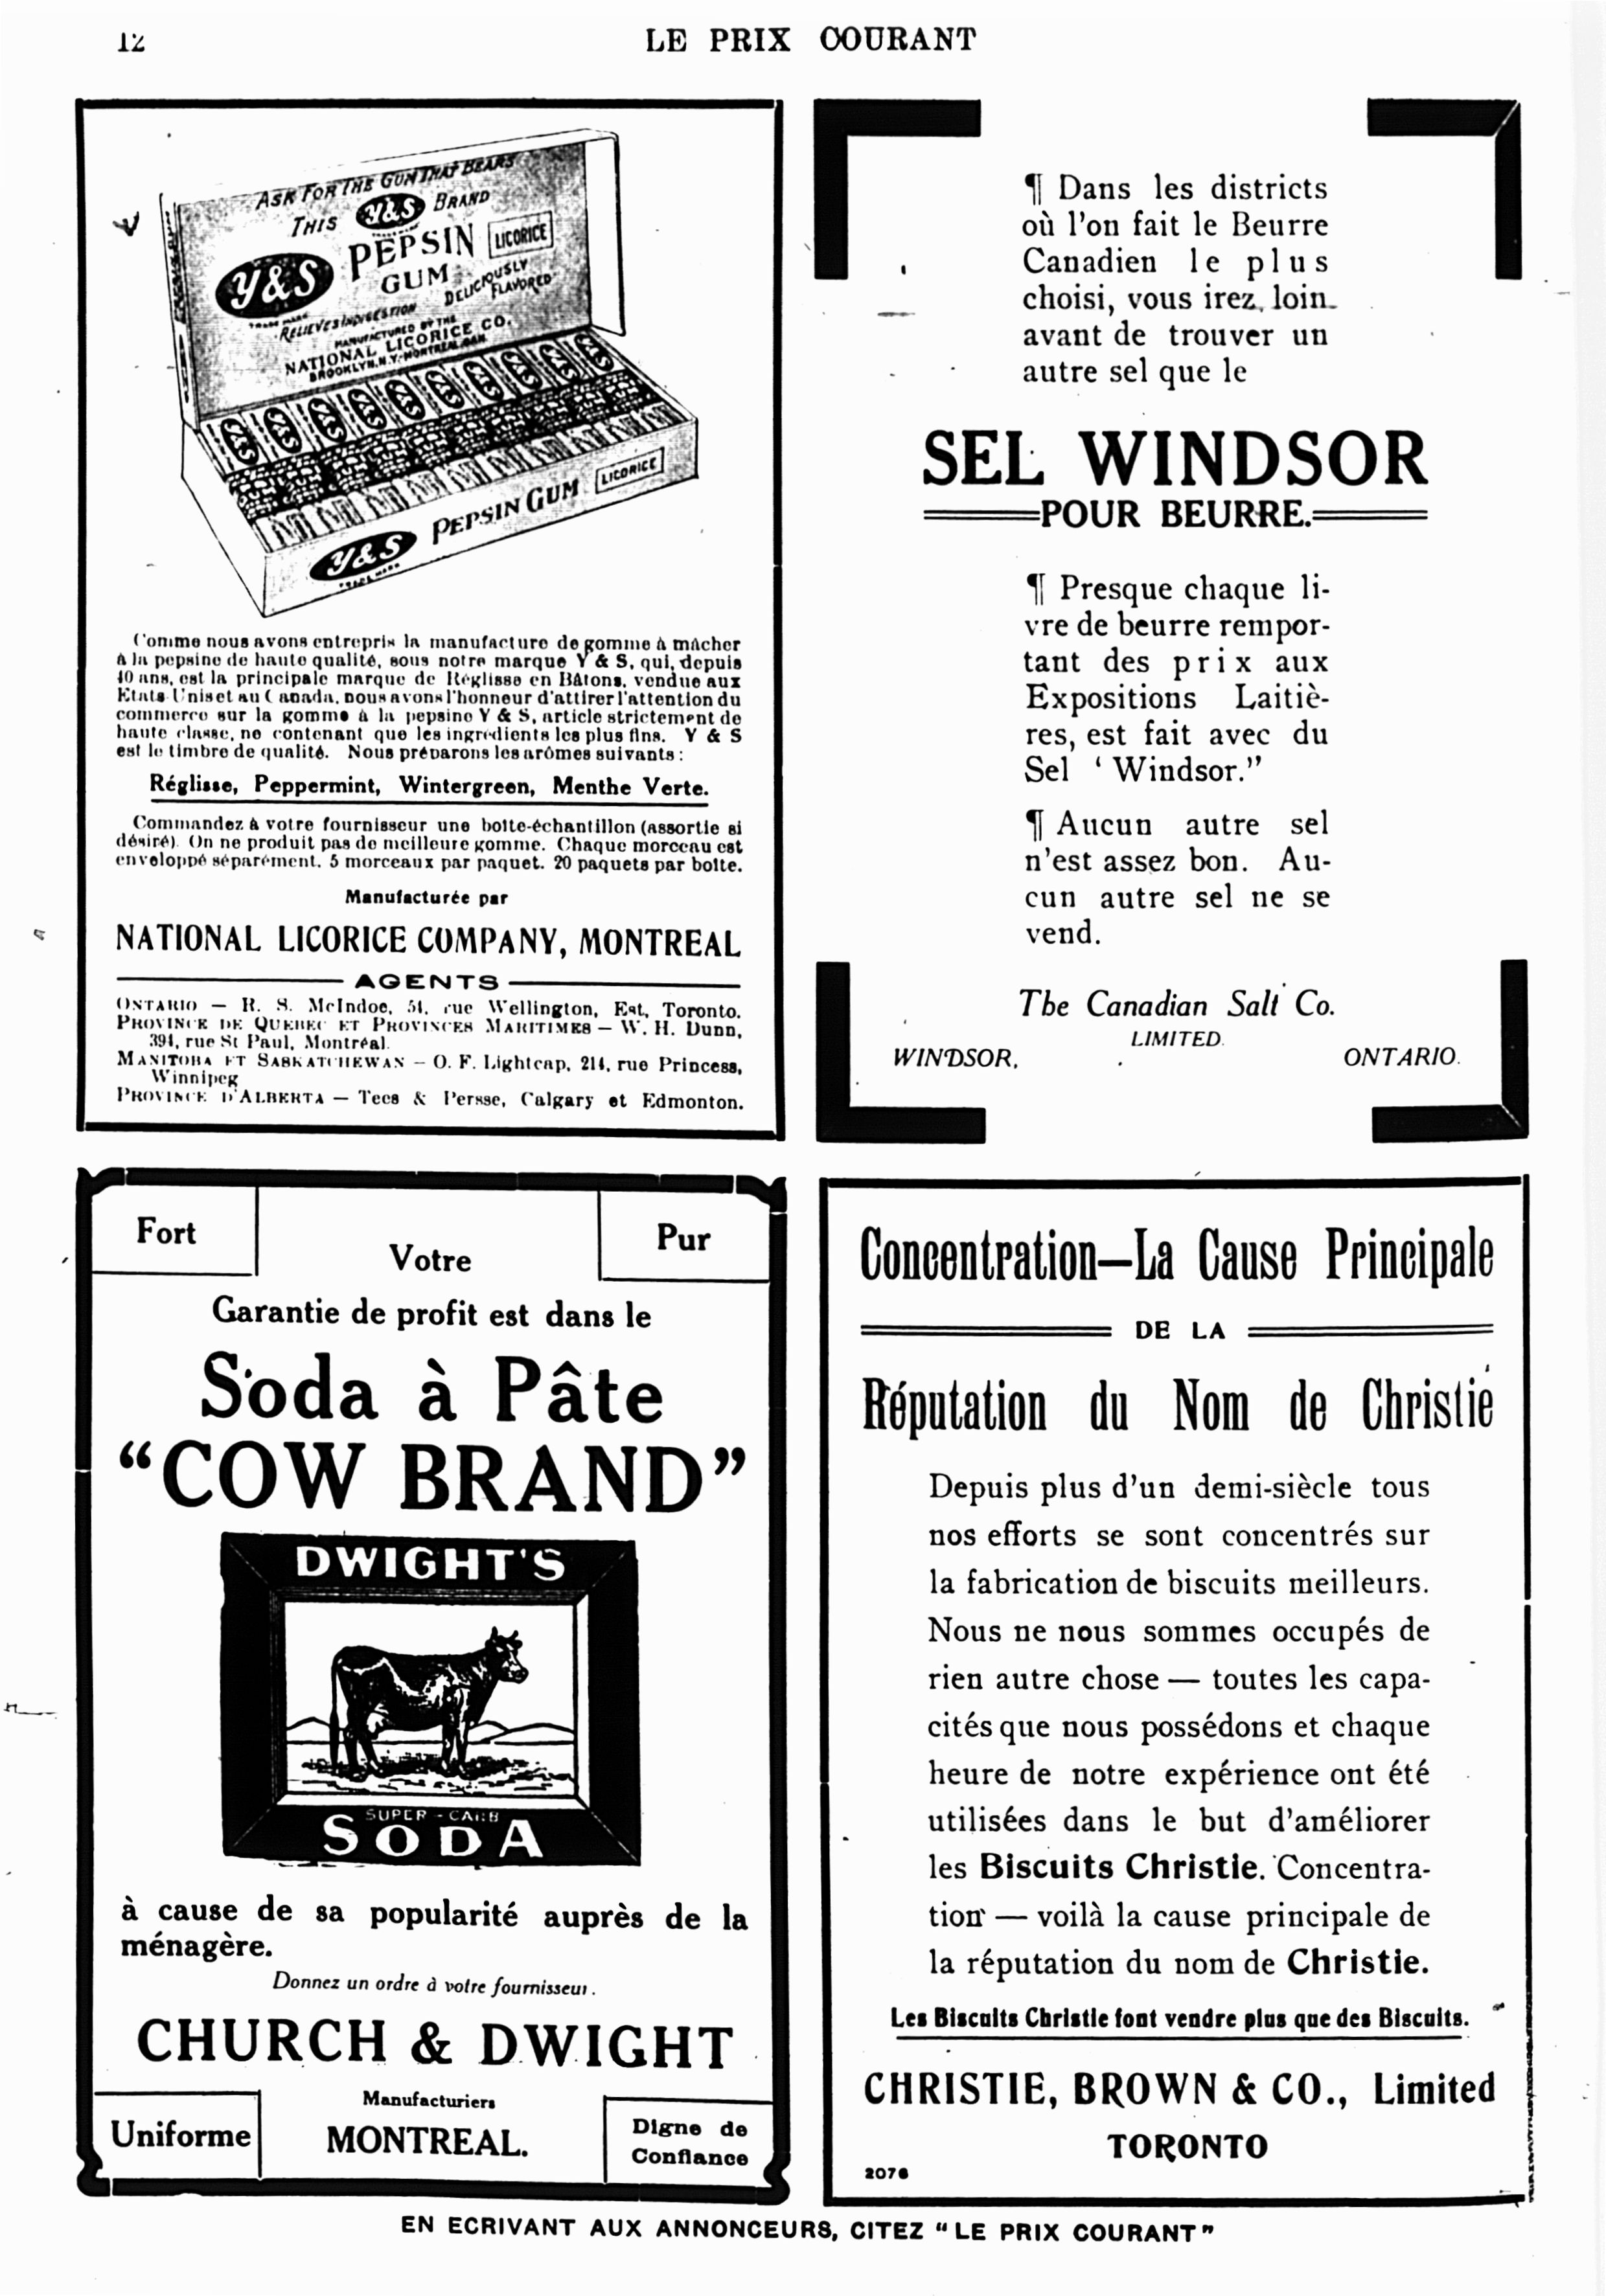 12
LE PRIX COURANT
ASK FOR THE GUM THAT BEARS
THIS Y&S BRAND
Y&S PEPSIN LICORICE
GUM
DELICIOUSLY
FLAVORED
TRADE MARK
RELIEVES INDIGESTION
MANUFACTURED BY THE
NATIONAL LICORICE CO.
BROOKLYN, N.Y. MONTREAL, CAN.
Y&S PEPSIN GUM LICORICE
TRADE MARK
Comme nous avons entrepris la manufacture de gomme à mâcher
à la pepsine de haute qualité, sous notre marque Y & S, qui, depuis
40 ans, est la principale marque de Réglisse en Bâtons, vendue aux
Etats-Unis et au Canada, nous avons l'honneur d'attirer l'attention du
commerce sur la gomme à la pepsine Y & S, article strictement de
haute classe, ne contenant que les ingrédients les plus fins. Y & S
est le timbre de qualité. Nous préparons les arômes suivants :
Réglisse, Peppermint, Wintergreen, Menthe Verte.
Commandez à votre fournisseur une boîte-échantillon (assortie si
désiré). On ne produit pas de meilleure gomme. Chaque morceau est
enveloppé séparément. 5 morceaux par paquet. 20 paquets par boîte.
Manufacturée par
NATIONAL LICORICE COMPANY, MONTREAL
AGENTS
ONTARIO — R. S. McIndoe, 51, rue Wellington, Est, Toronto.
PROVINCE DE QUEBEC ET PROVINCES MARITIMES — W. H. Dunn,
394, rue St Paul, Montréal.
MANITOBA ET SASKATCHEWAN — O. F. Lightcap, 214, rue Princess,
Winnipeg
PROVINCE D'ALBERTA — Tees & Persse, Calgary et Edmonton.
¶ Dans les districts
où l'on fait le Beurre
Canadien le plus
choisi, vous irez loin
avant de trouver un
autre sel que le
SEL WINDSOR
POUR BEURRE.
¶ Presque chaque li-
vre de beurre rempor-
tant des prix aux
Expositions Laitiè-
res, est fait avec du
Sel ‘ Windsor.”
¶ Aucun autre sel
n'est assez bon. Au-
cun autre sel ne se
vend.
The Canadian Salt Co.
LIMITED.
WINDSOR, ONTARIO.
Fort
Pur
Votre
Garantie de profit est dans le
Soda à Pâte
“COW BRAND”
DWIGHT'S
SUPER-CARB
SODA
à cause de sa popularité auprès de la
ménagère.
Donnez un ordre à votre fournisseur.
CHURCH & DWIGHT
Manufacturiers
MONTREAL.
Uniforme
Digne de
Confiance
Concentration—La Cause Principale
DE LA
Réputation du Nom de Christie
Depuis plus d'un demi-siècle tous
nos efforts se sont concentrés sur
la fabrication de biscuits meilleurs.
Nous ne nous sommes occupés de
rien autre chose — toutes les capa-
cités que nous possédons et chaque
heure de notre expérience ont été
utilisées dans le but d'améliorer
les Biscuits Christie. Concentra-
tion — voilà la cause principale de
la réputation du nom de Christie.
Les Biscuits Christie font vendre plus que des Biscuits.
CHRISTIE, BROWN & CO., Limited
TORONTO
2076
EN ECRIVANT AUX ANNONCEURS, CITEZ “LE PRIX COURANT”